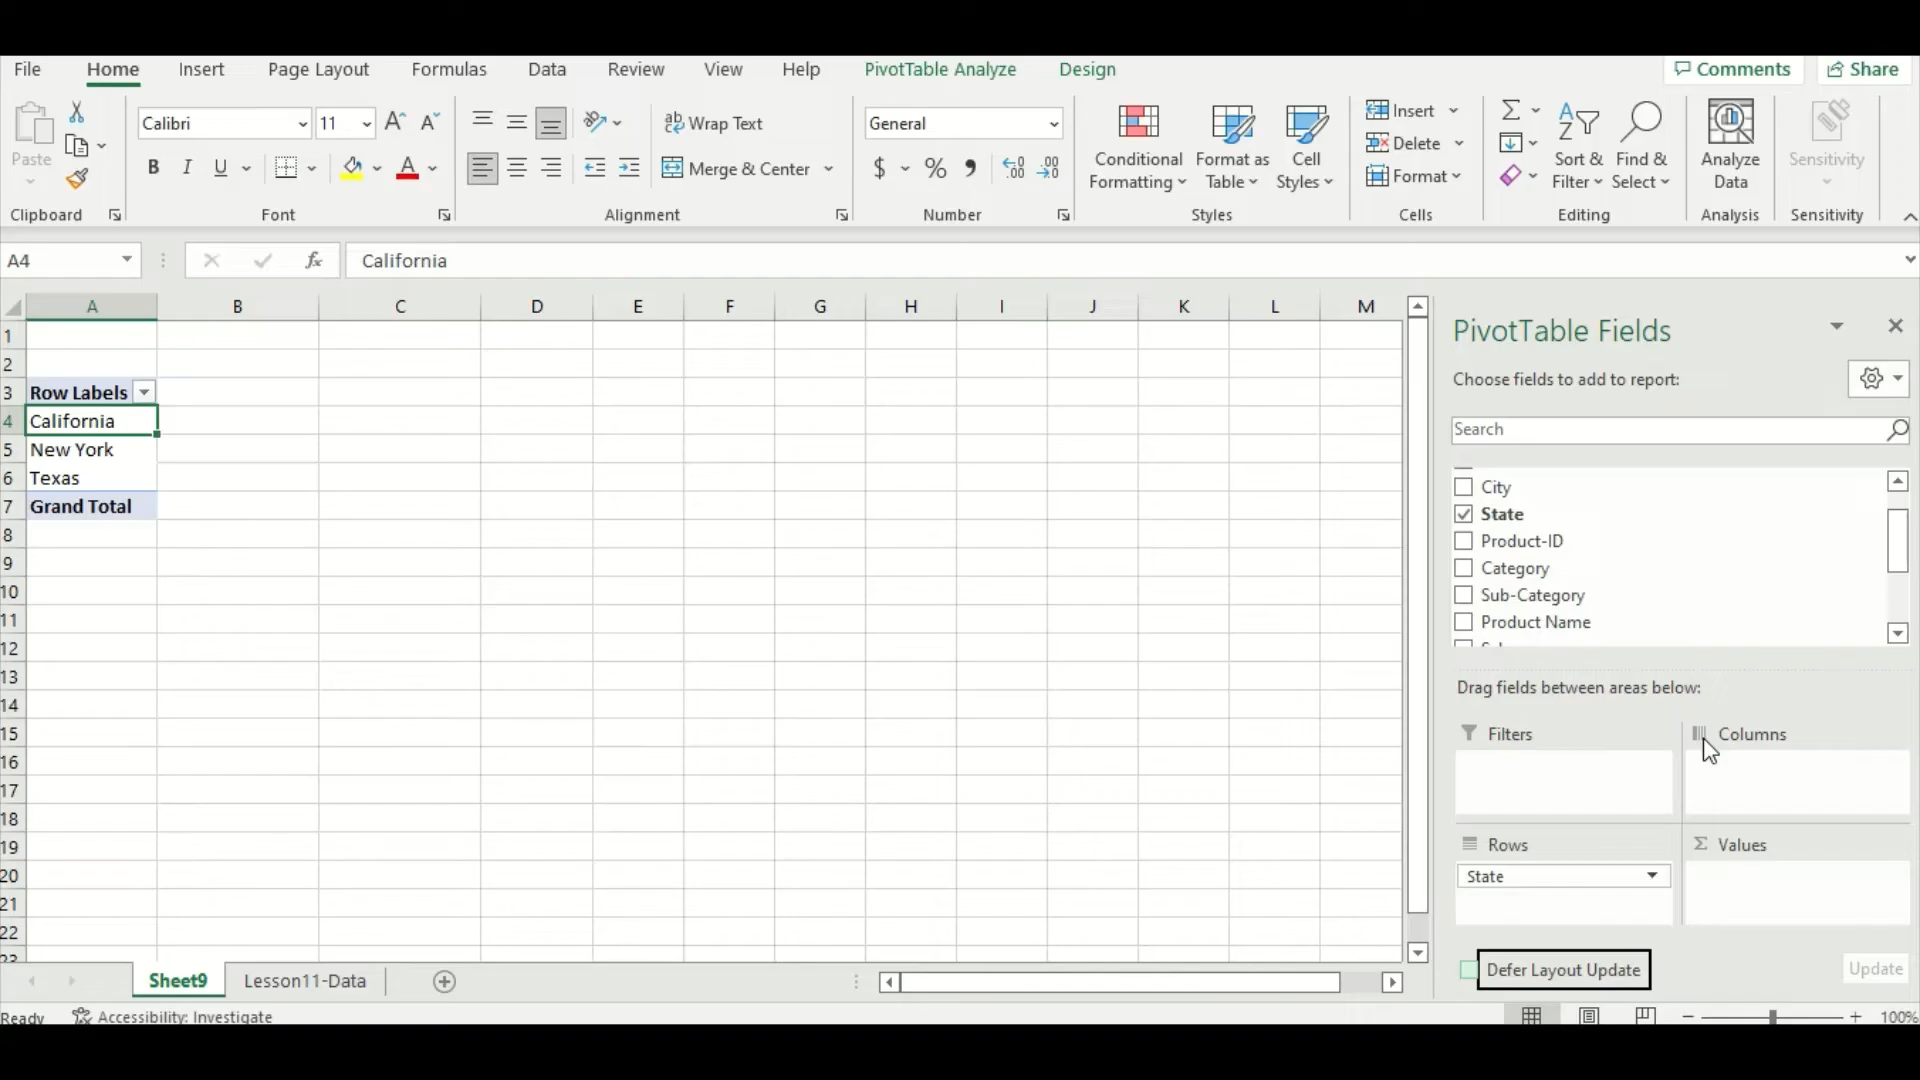 File Home Insert Page Layout Formulas Data Review View Help PivotTable Analyze Design Comments Share
Calibri 11 Wrap Text General Insert
Paste Conditional Format as Cell Delete Sort & Find & Analyze Sensitivity
B I U Merge & Center $ % Formatting Table Styles Format Filter Select Data
Clipboard Font Alignment Number Styles Cells Editing Analysis Sensitivity
A4 fx California
A B C D E F G H I J K L M
1
2
3 Row Labels
4 California
5 New York
6 Texas
7 Grand Total
8
9
10
11
12
13
14
15
16
17
18
19
20
21
22
23
PivotTable Fields
Choose fields to add to report:
Search
City
State
Product-ID
Category
Sub-Category
Product Name
Drag fields between areas below:
Filters Columns
Rows Values
State
Defer Layout Update Update
Sheet9 Lesson11-Data
Ready Accessibility: Investigate 100%